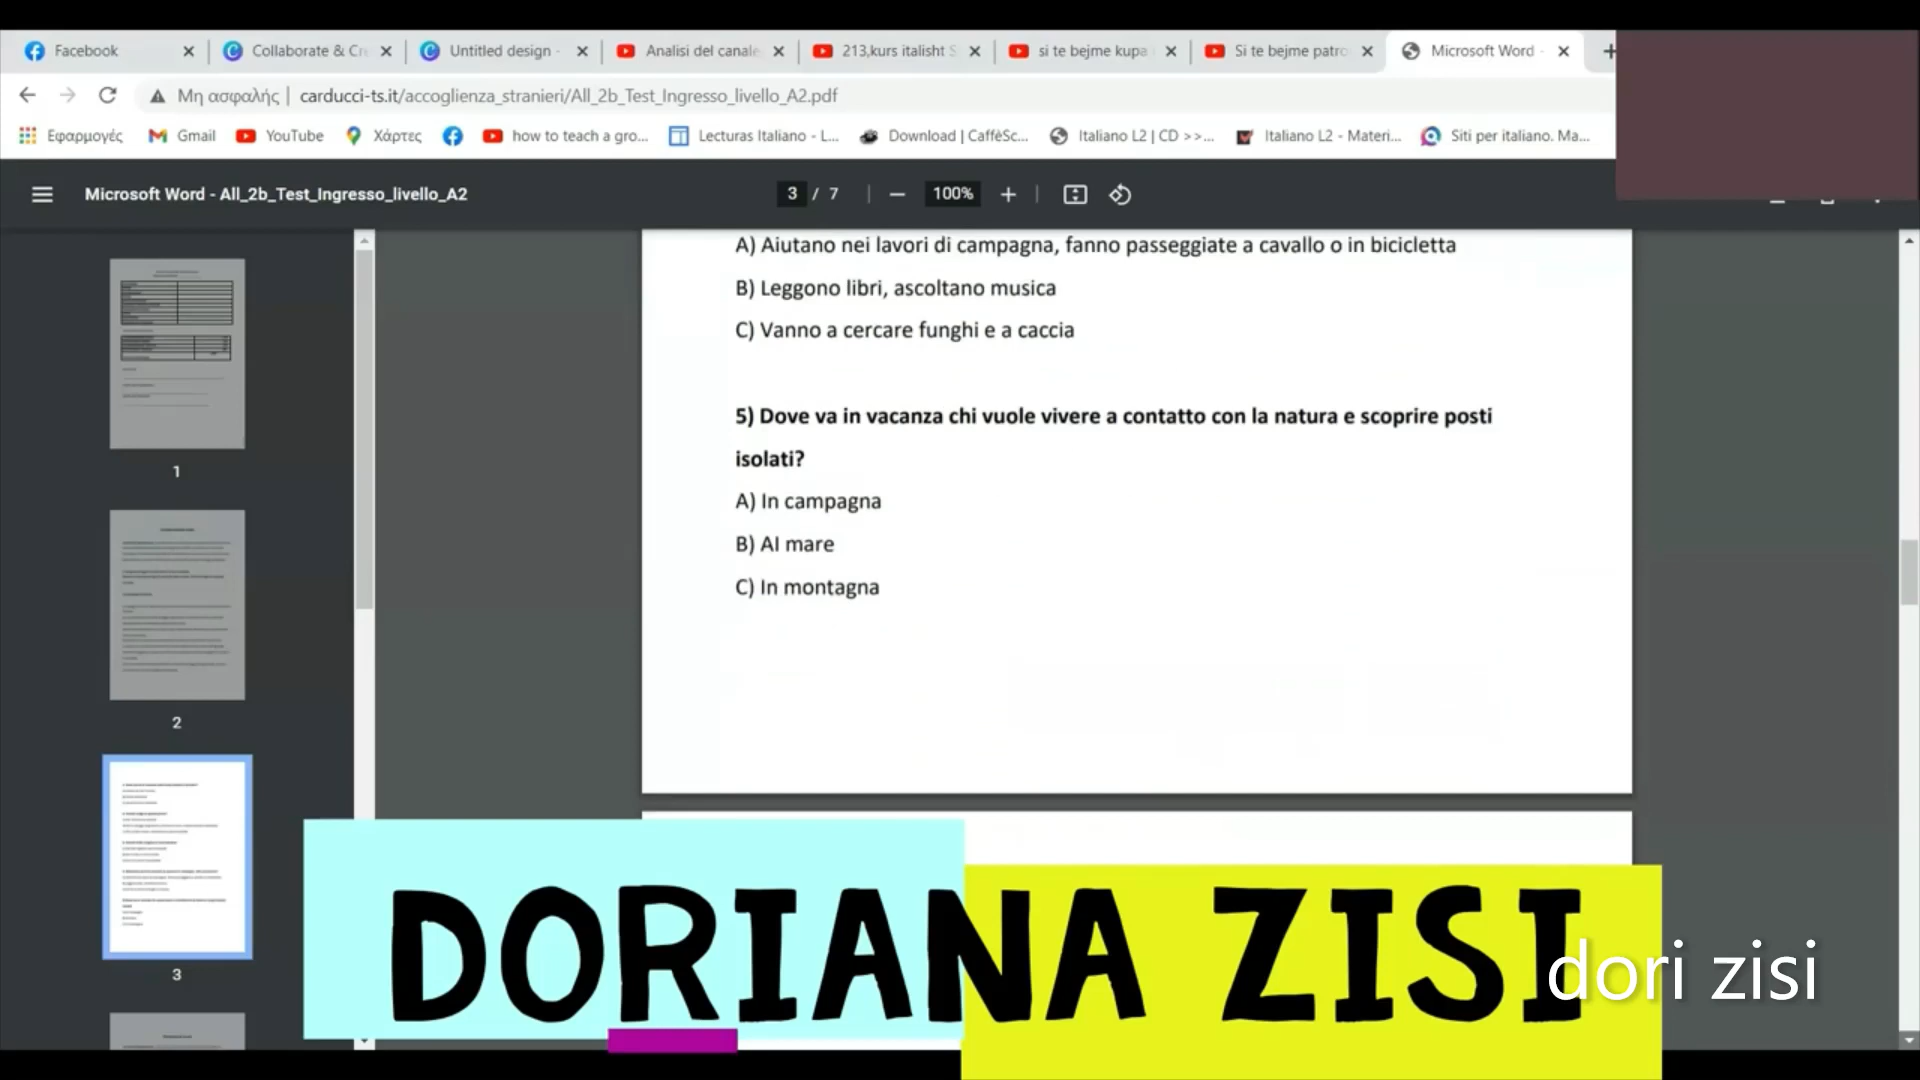 Facebook
Collaborate & Cr
Untitled design -
Analisi del canale
213,kurs italisht S
si te bejme kupa
Si te bejme patro
Microsoft Word -
Μη ασφαλής | carducci-ts.it/accoglienza_stranieri/All_2b_Test_Ingresso_livello_A2.pdf
Εφαρμογές
Gmail
YouTube
Χάρτες
how to teach a gro...
Lecturas Italiano - L...
Download | CaffèSc...
Italiano L2 | CD >>...
Italiano L2 - Materi...
Siti per italiano. Ma...
Microsoft Word - All_2b_Test_Ingresso_livello_A2
3 / 7
100%
A) Aiutano nei lavori di campagna, fanno passeggiate a cavallo o in bicicletta
B) Leggono libri, ascoltano musica
C) Vanno a cercare funghi e a caccia
5) Dove va in vacanza chi vuole vivere a contatto con la natura e scoprire posti
isolati?
A) In campagna
B) Al mare
C) In montagna
1
2
3
DORIANA ZISI
dori zisi